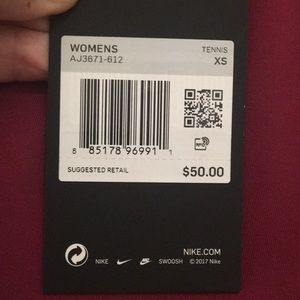 WOMENS TENNIS
AJ3671-612 XS
8 85178 96991 1
SUGGESTED RETAIL $50.00
NIKE.COM
NIKE SWOOSH © 2017 Nike